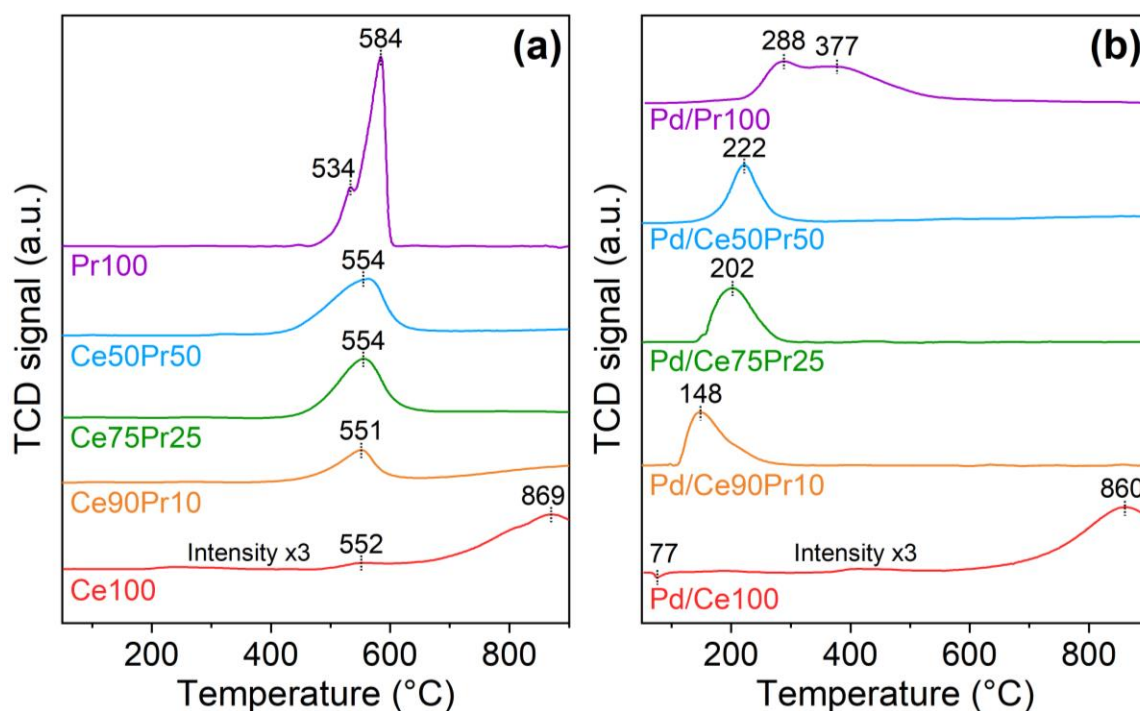 (a)
584
534
Pr100
554
Ce50Pr50
554
Ce75Pr25
551
Ce90Pr10
869
552
Intensity x3
Ce100
TCD signal (a.u.)
200 400 600 800
Temperature (°C)
(b)
288 377
Pd/Pr100
222
Pd/Ce50Pr50
202
Pd/Ce75Pr25
148
Pd/Ce90Pr10
860
77
Intensity x3
Pd/Ce100
TCD signal (a.u.)
200 400 600 800
Temperature (°C)